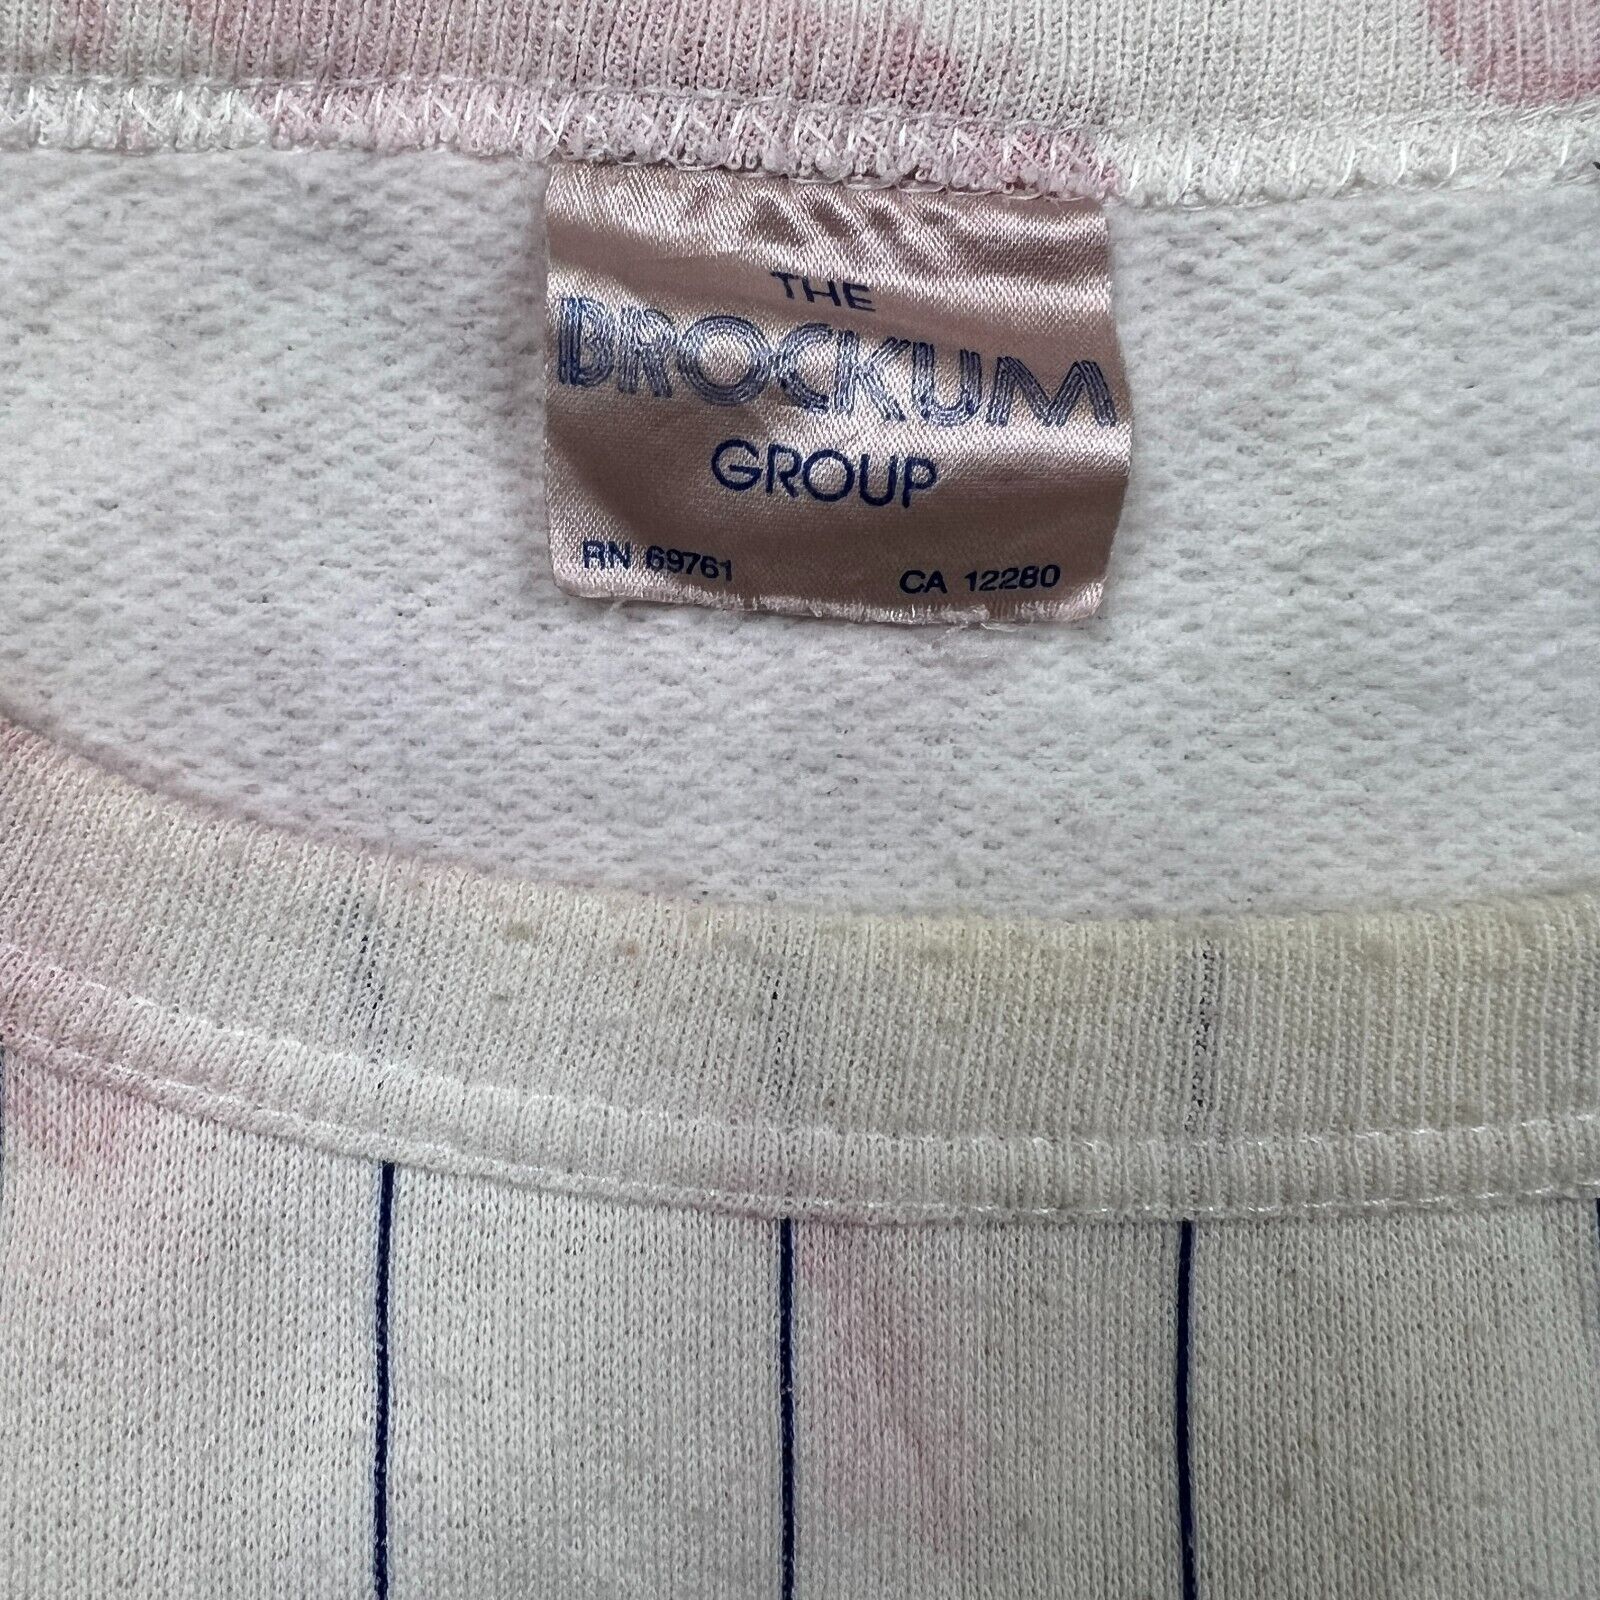 THE
BROCKUM
GROUP
RN 69761 CA 12280